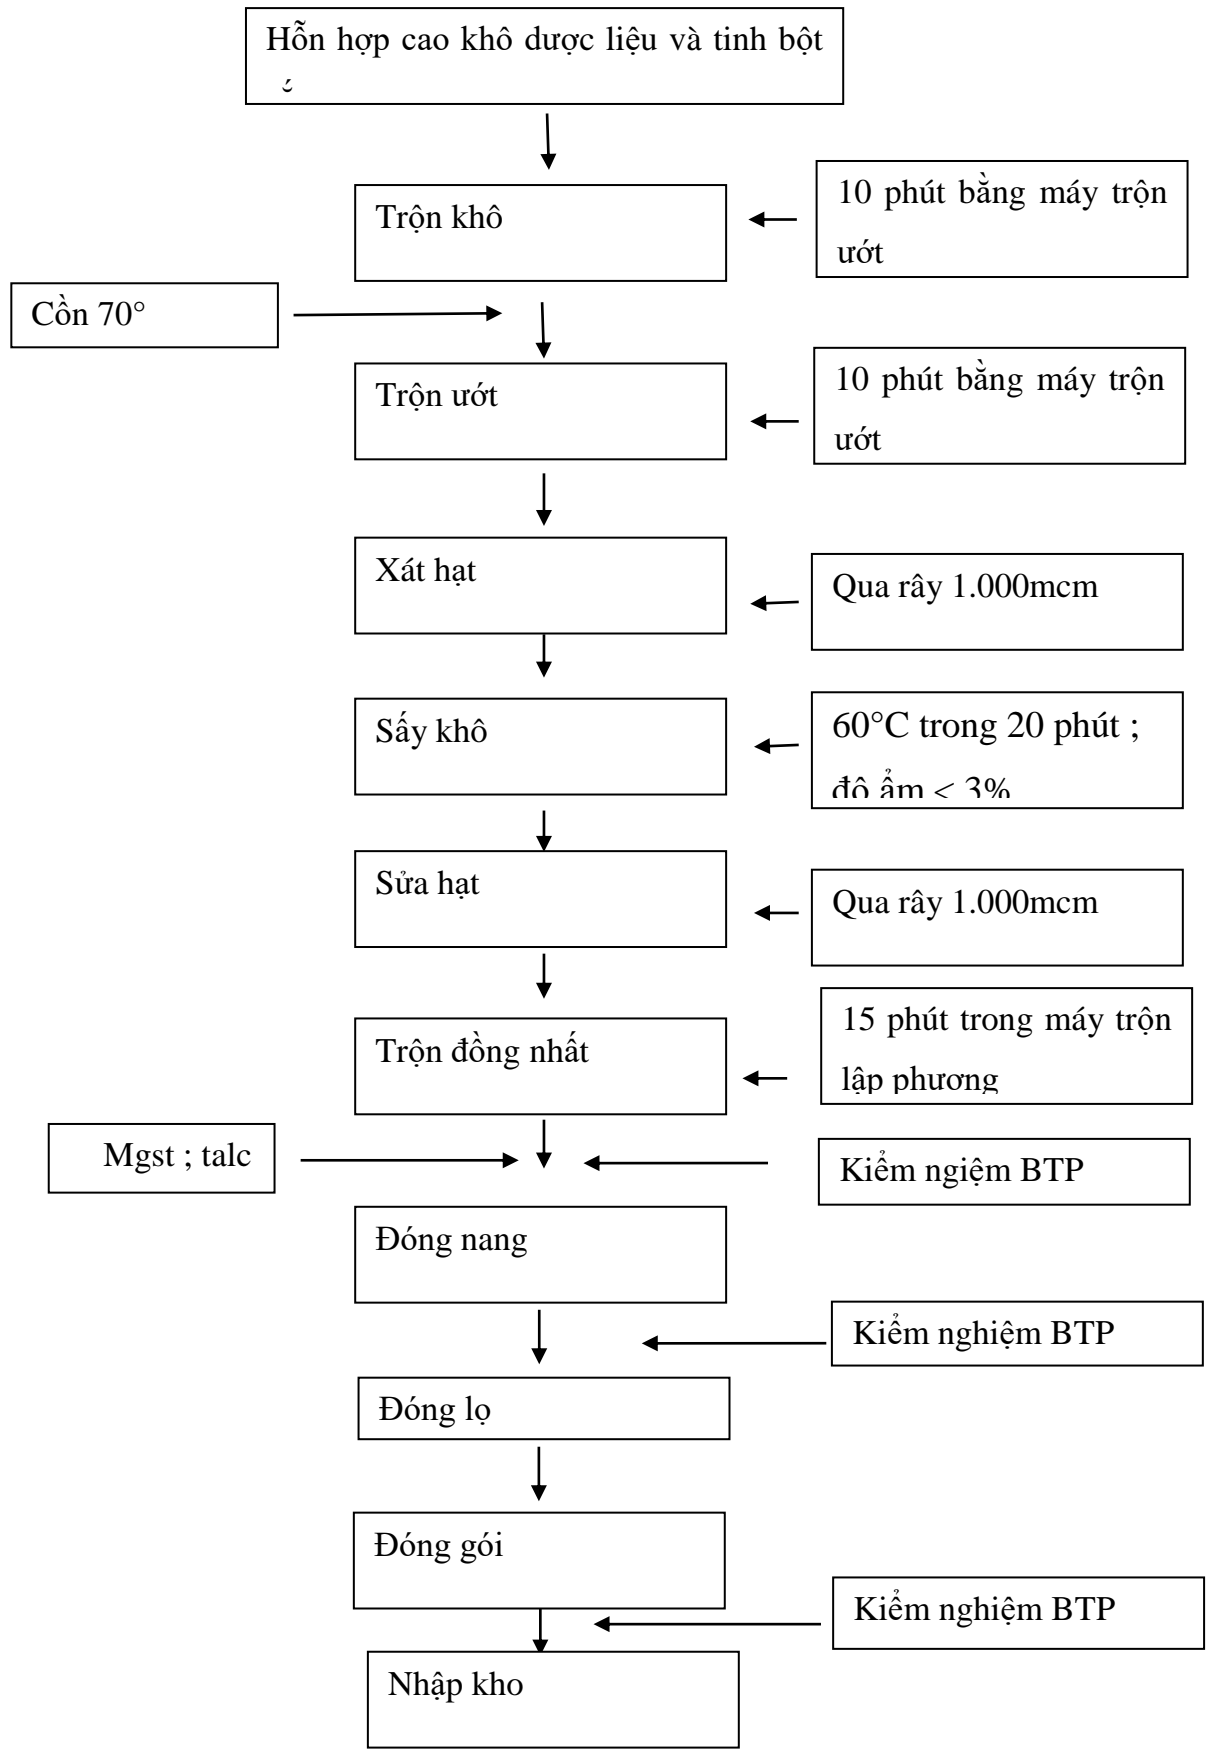 Hỗn hợp cao khô dược liệu và tinh bột
Trộn khô
10 phút bằng máy trộn
ướt
Cồn 70°
Trộn ướt
10 phút bằng máy trộn
ướt
Xát hạt
Qua rây 1.000mcm
Sấy khô
60°C trong 20 phút ;
độ ẩm < 3%
Sửa hạt
Qua rây 1.000mcm
Trộn đồng nhất
15 phút trong máy trộn
lập phương
Mgst ; talc
Kiểm ngiệm BTP
Đóng nang
Kiểm nghiệm BTP
Đóng lọ
Đóng gói
Kiểm nghiệm BTP
Nhập kho